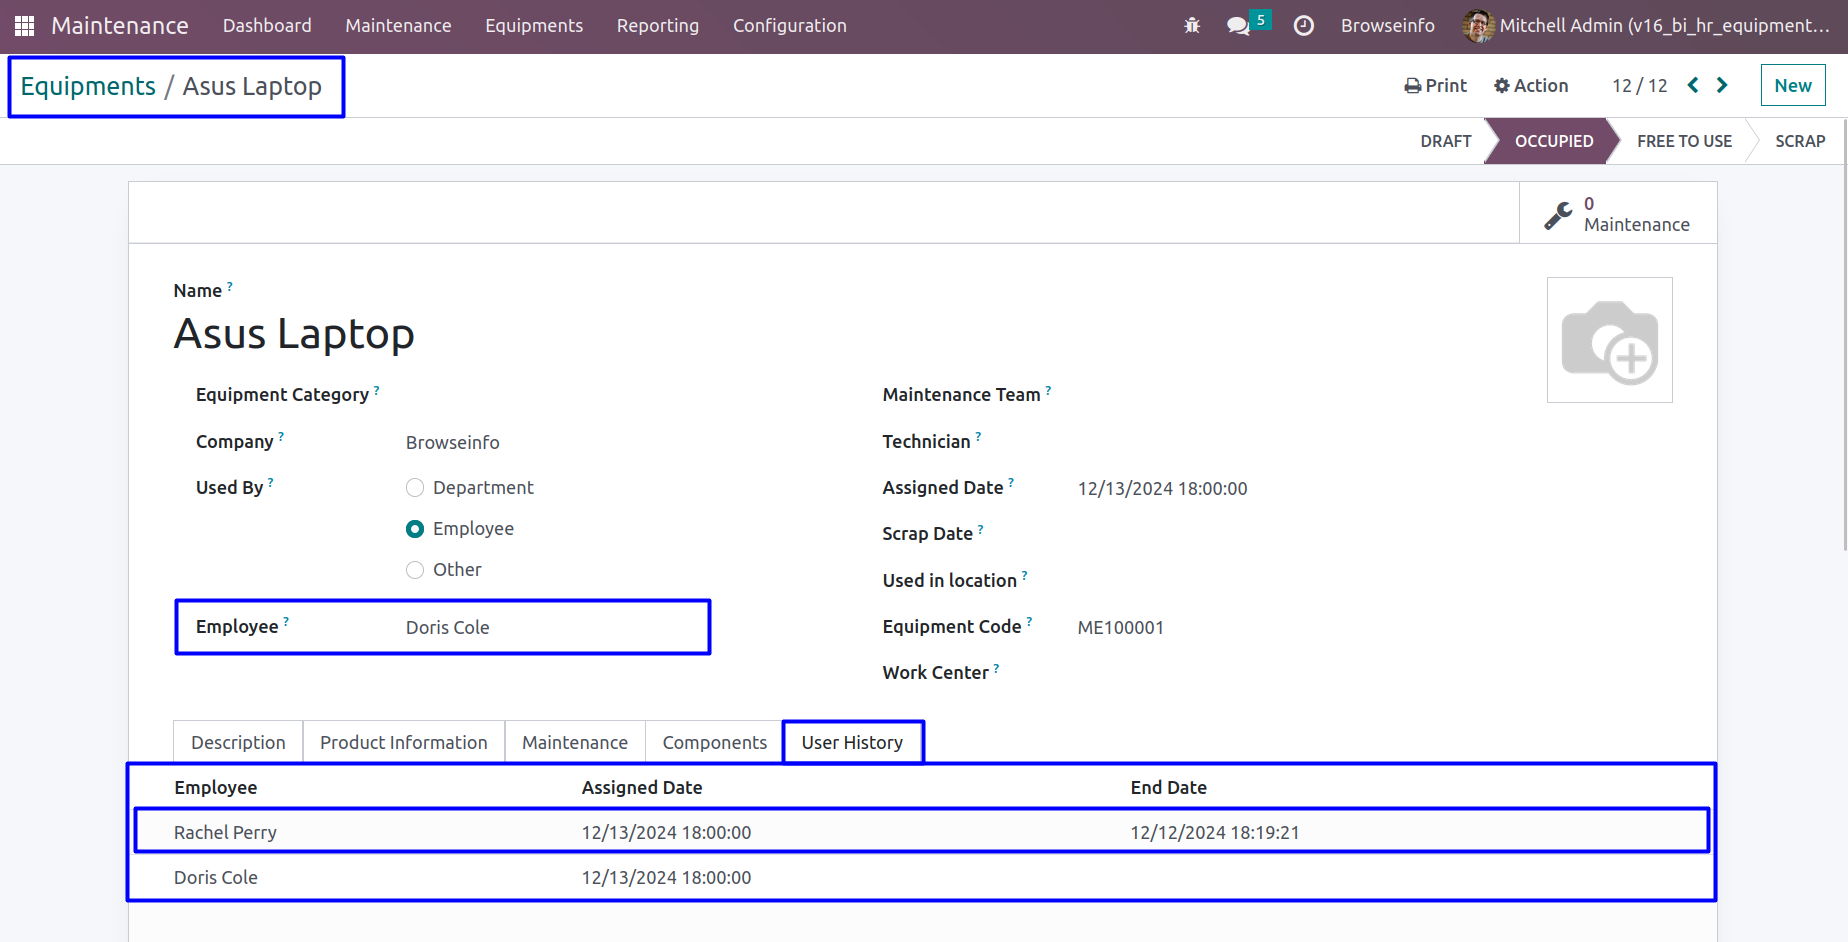 Maintenance Dashboard Maintenance Equipments Reporting Configuration 5 Browseinfo Mitchell Admin (v16_bi_hr_equipment...
Equipments / Asus Laptop Print Action 12 / 12 New
DRAFT OCCUPIED FREE TO USE SCRAP
0
Maintenance
Name ?
Asus Laptop
Equipment Category ?
Company ? Browseinfo
Used By ? Department
Employee
Other
Employee ? Doris Cole
Maintenance Team ?
Technician ?
Assigned Date ? 12/13/2024 18:00:00
Scrap Date ?
Used in location ?
Equipment Code ? ME100001
Work Center ?
Description Product Information Maintenance Components User History
Employee Assigned Date End Date
Rachel Perry 12/13/2024 18:00:00 12/12/2024 18:19:21
Doris Cole 12/13/2024 18:00:00